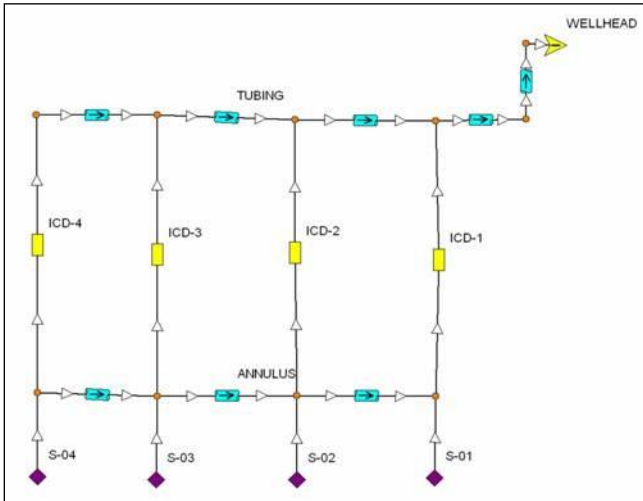 WELLHEAD
TUBING
ICD-4
ICD-3
ICD-2
ICD-1
ANNULUS
S-04
S-03
S-02
S-01